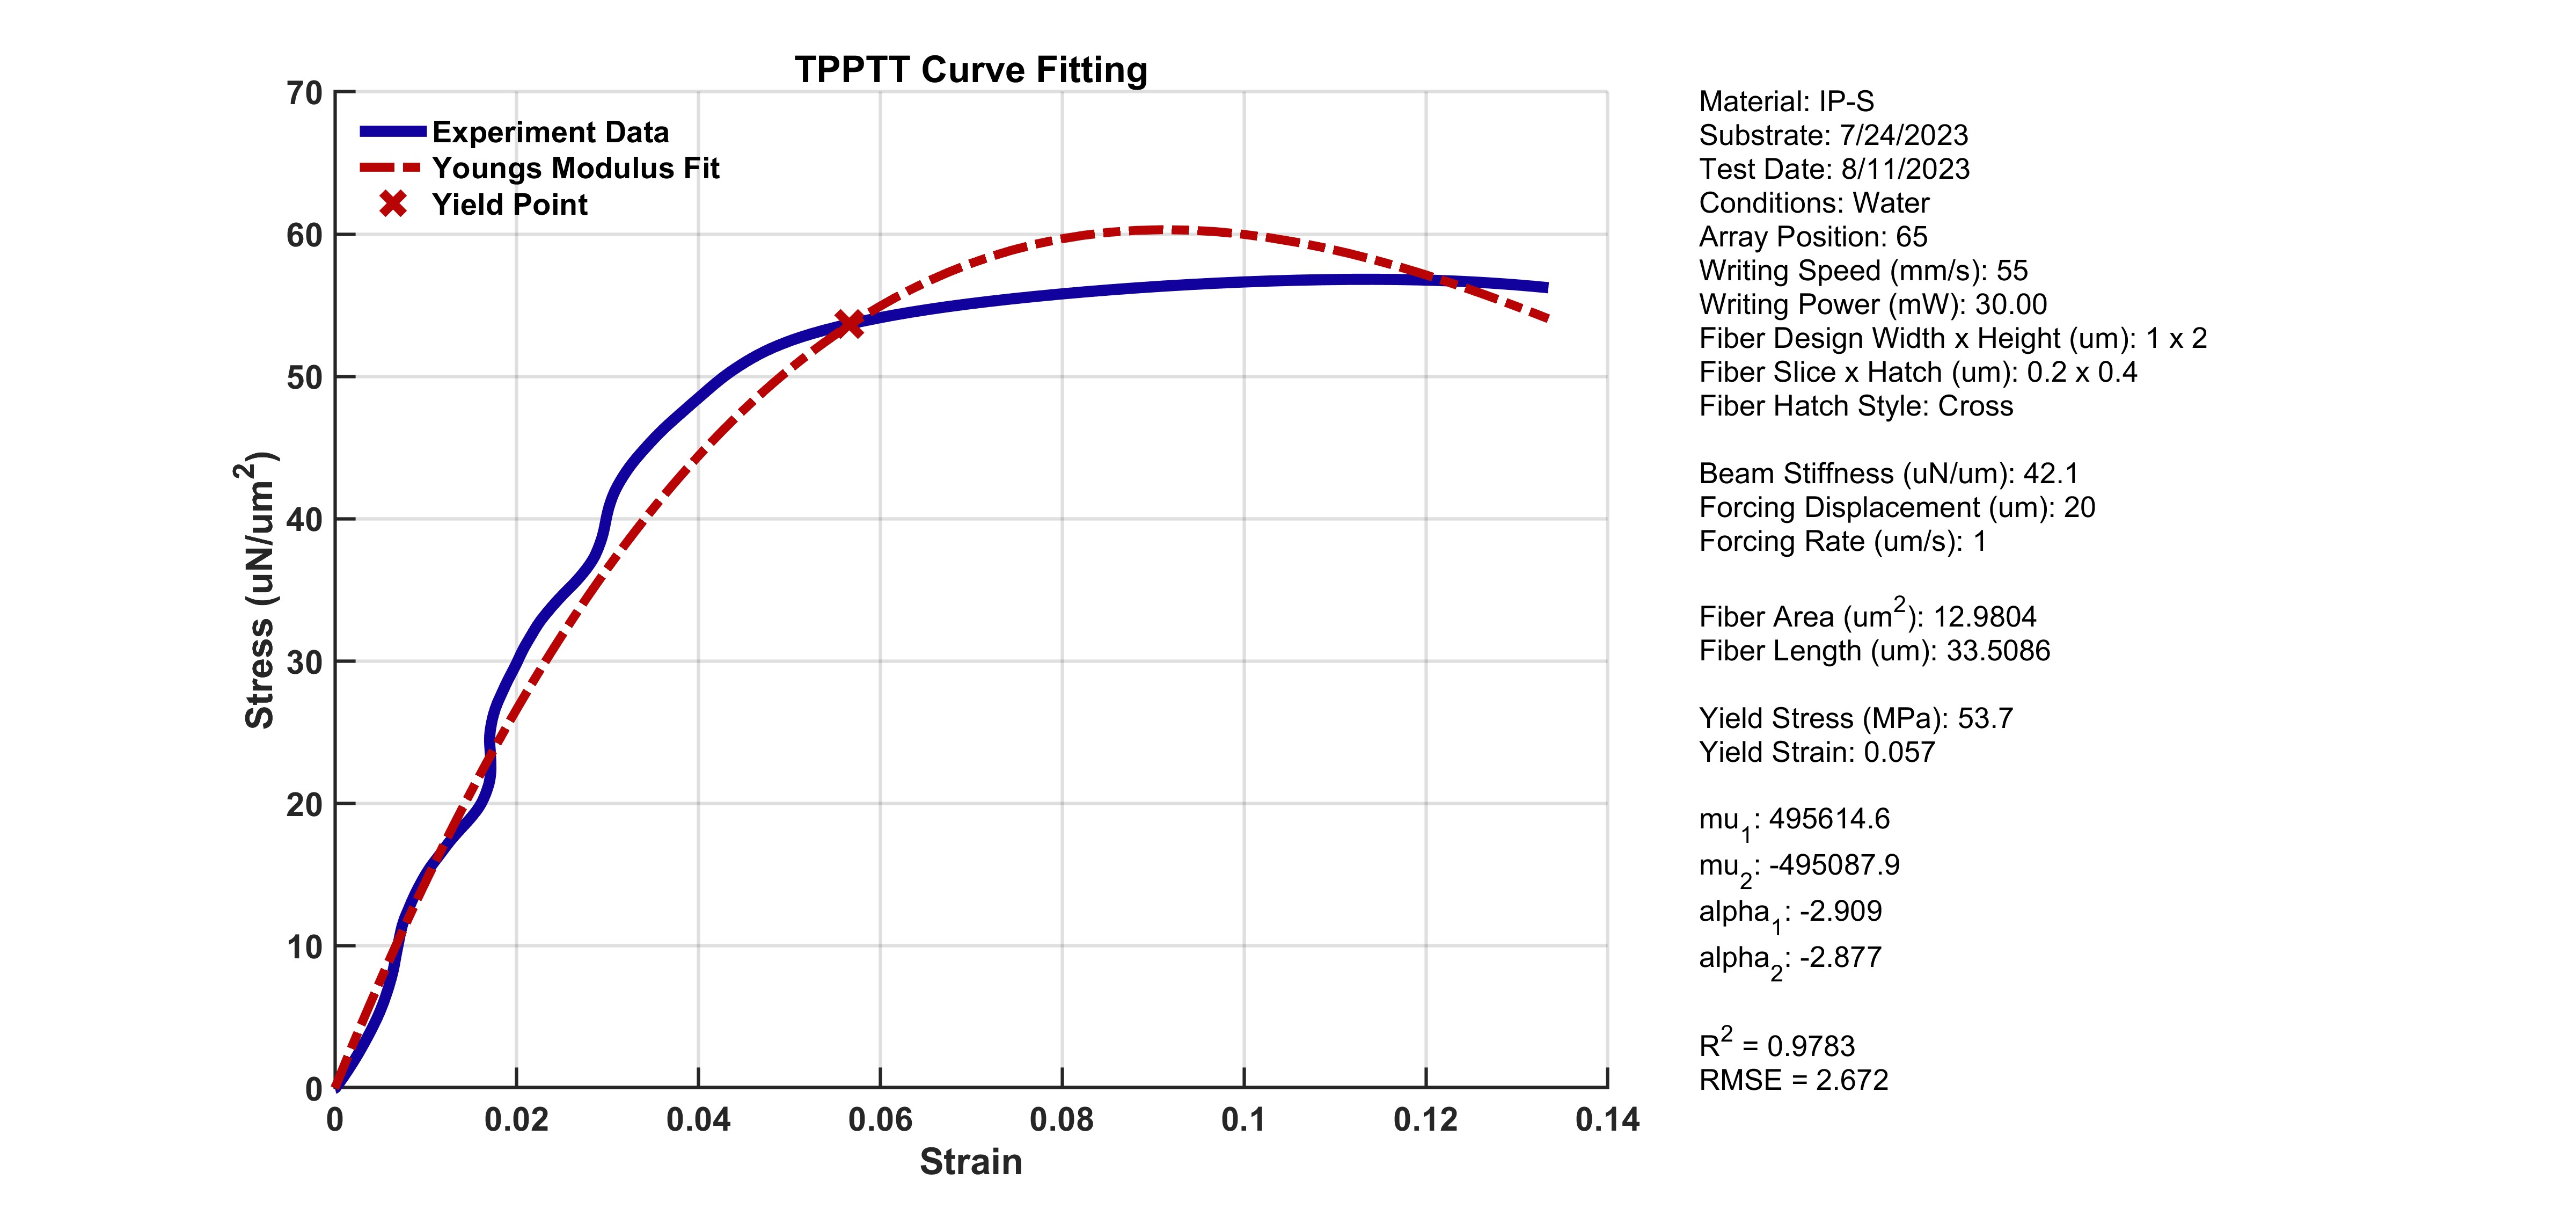 TPPTT Curve Fitting
70
60
50
40
30
20
10
0
Stress (uN/um²)
Experiment Data
Youngs Modulus Fit
Yield Point
0 0.02 0.04 0.06 0.08 0.1 0.12 0.14
Strain
Material: IP-S
Substrate: 7/24/2023
Test Date: 8/11/2023
Conditions: Water
Array Position: 65
Writing Speed (mm/s): 55
Writing Power (mW): 30.00
Fiber Design Width x Height (um): 1 x 2
Fiber Slice x Hatch (um): 0.2 x 0.4
Fiber Hatch Style: Cross
Beam Stiffness (uN/um): 42.1
Forcing Displacement (um): 20
Forcing Rate (um/s): 1
Fiber Area (um²): 12.9804
Fiber Length (um): 33.5086
Yield Stress (MPa): 53.7
Yield Strain: 0.057
mu₁: 495614.6
mu₂: -495087.9
alpha₁: -2.909
alpha₂: -2.877
R² = 0.9783
RMSE = 2.672